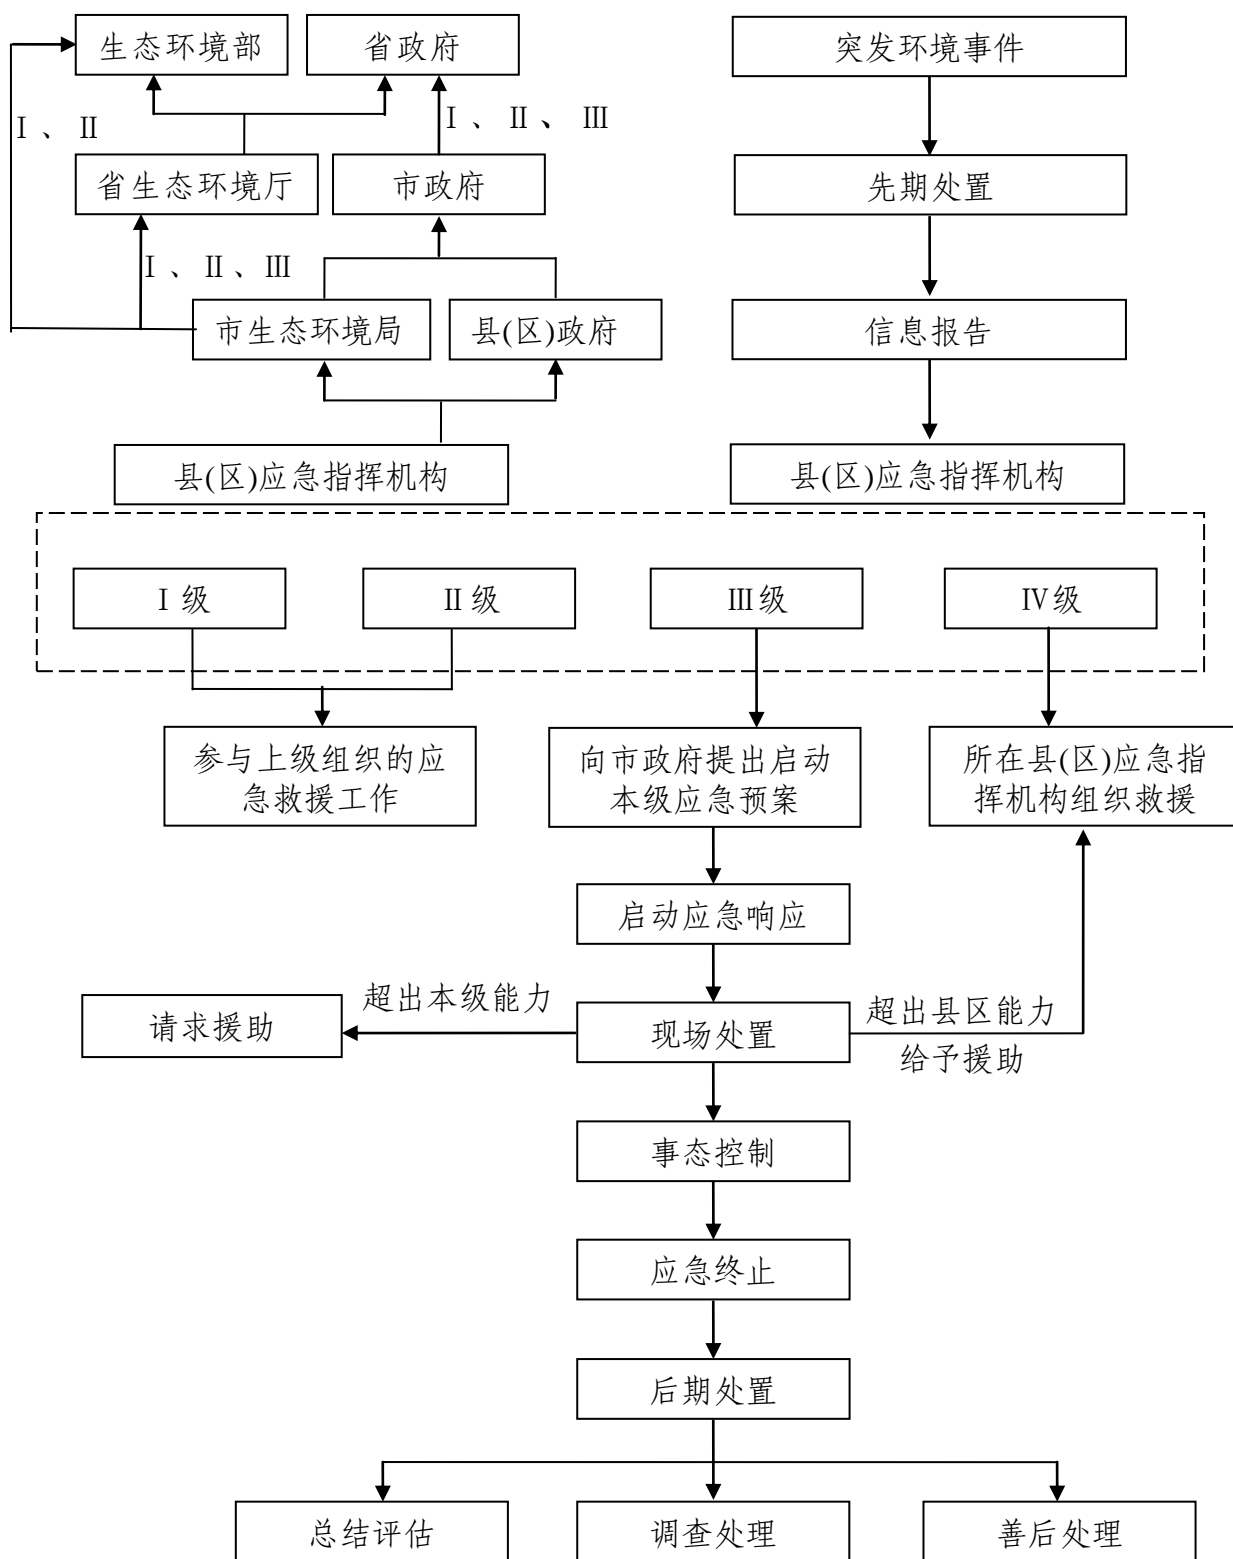 生态环境部
省政府
突发环境事件
Ⅰ、Ⅱ
Ⅰ、Ⅱ、Ⅲ
省生态环境厅
市政府
先期处置
Ⅰ、Ⅱ、Ⅲ
市生态环境局
县(区)政府
信息报告
县(区)应急指挥机构
县(区)应急指挥机构
Ⅰ级
Ⅱ级
Ⅲ级
Ⅳ级
参与上级组织的应
急救援工作
向市政府提出启动
本级应急预案
所在县(区)应急指
挥机构组织救援
启动应急响应
超出本级能力
请求援助
现场处置
超出县区能力
给予援助
事态控制
应急终止
后期处置
总结评估
调查处理
善后处理